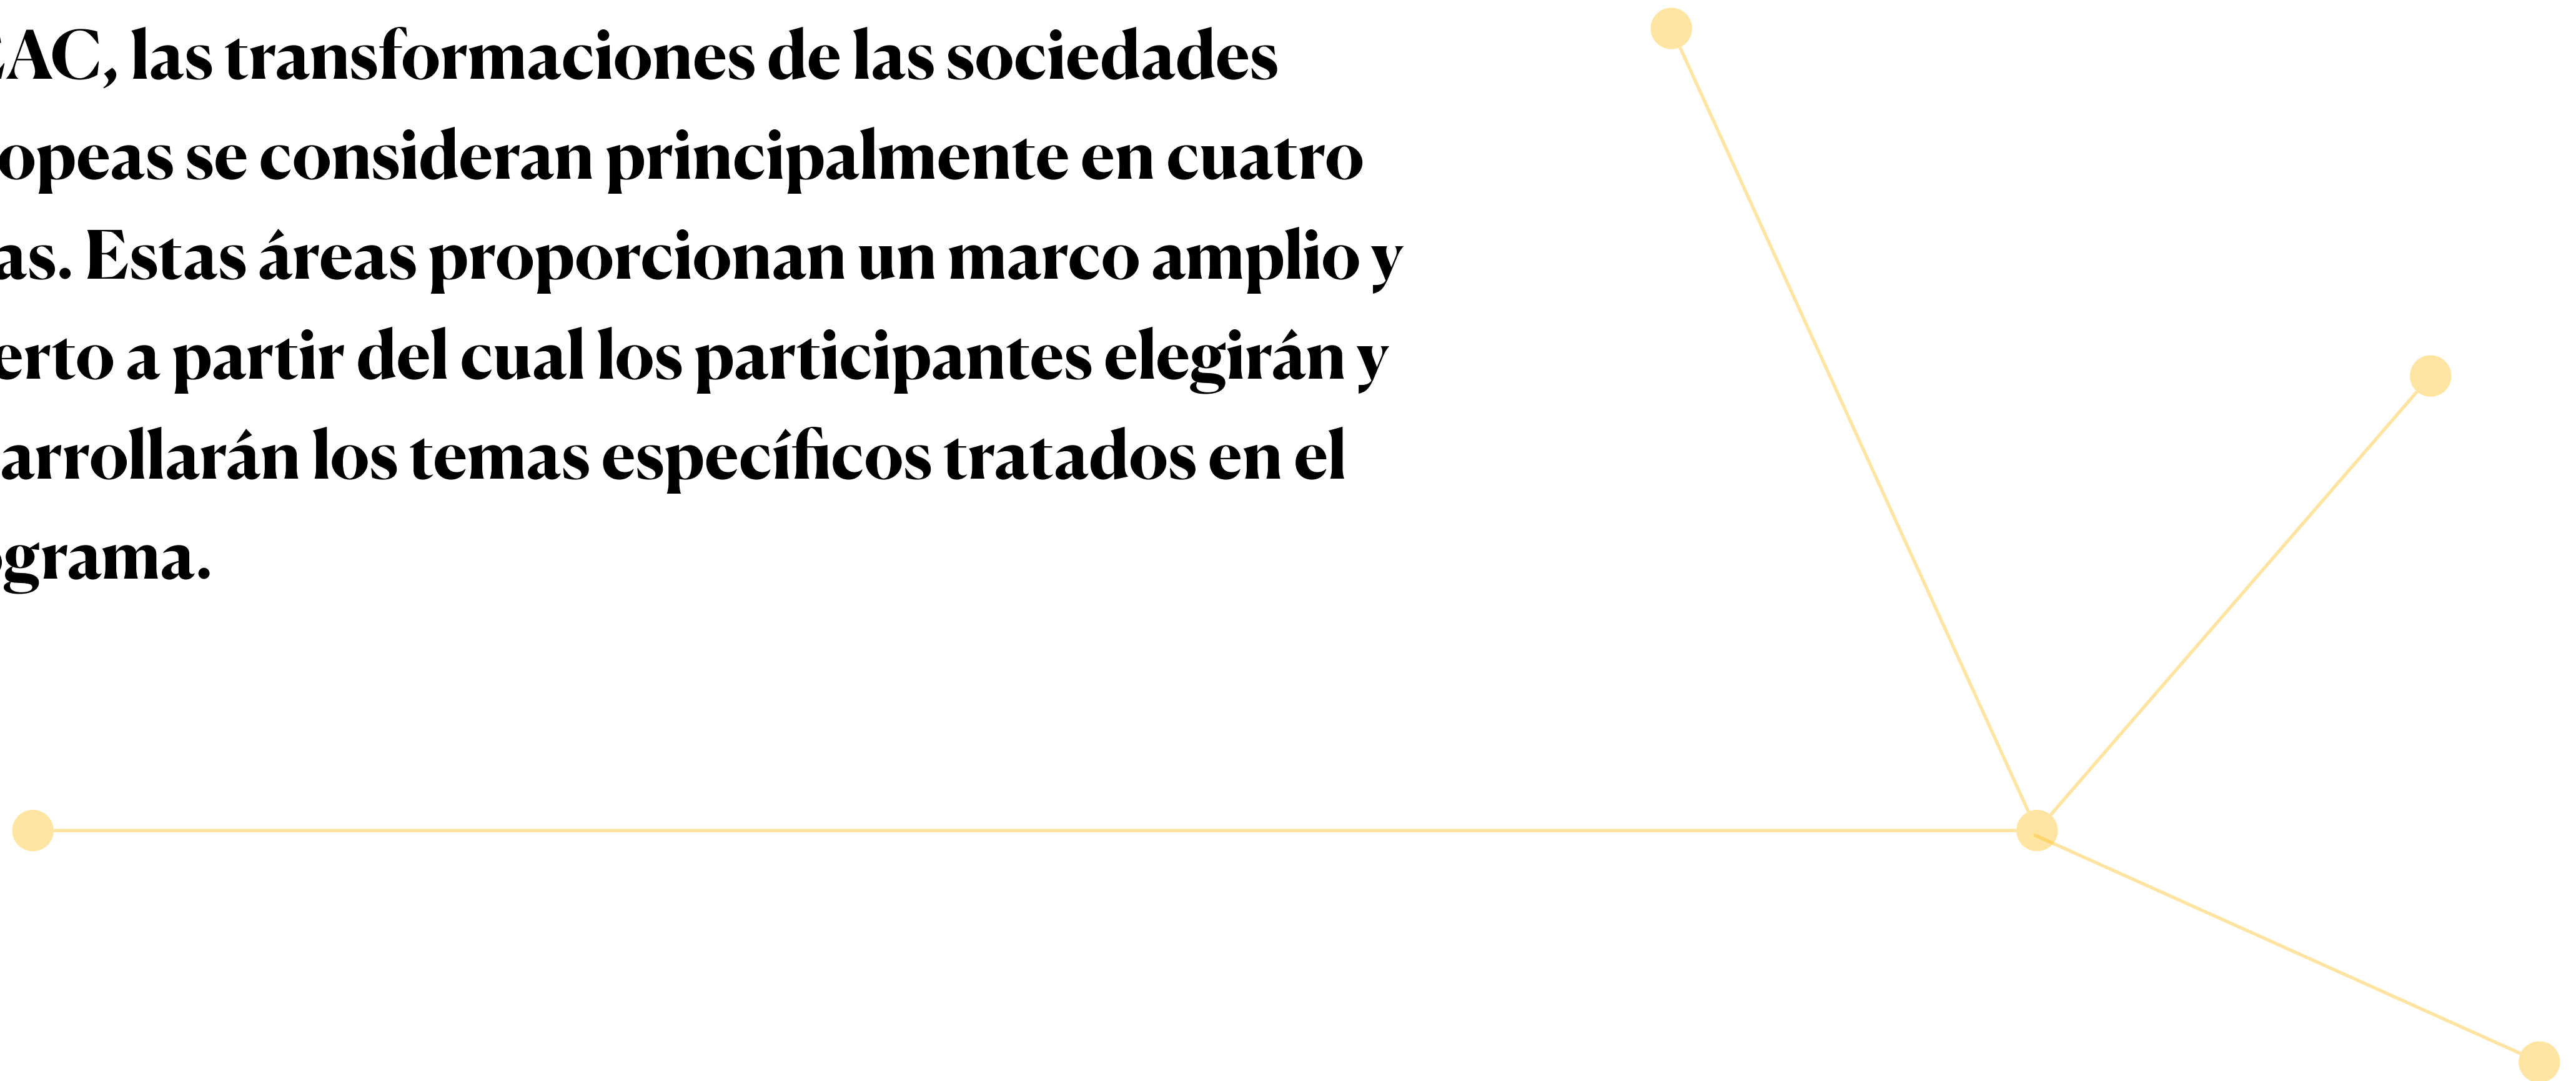 AC, las transformaciones de las sociedades
opeas se consideran principalmente en cuatro
as. Estas áreas proporcionan un marco amplio y
erto a partir del cual los participantes elegirán y
arrollarán los temas específicos tratados en el
grama.